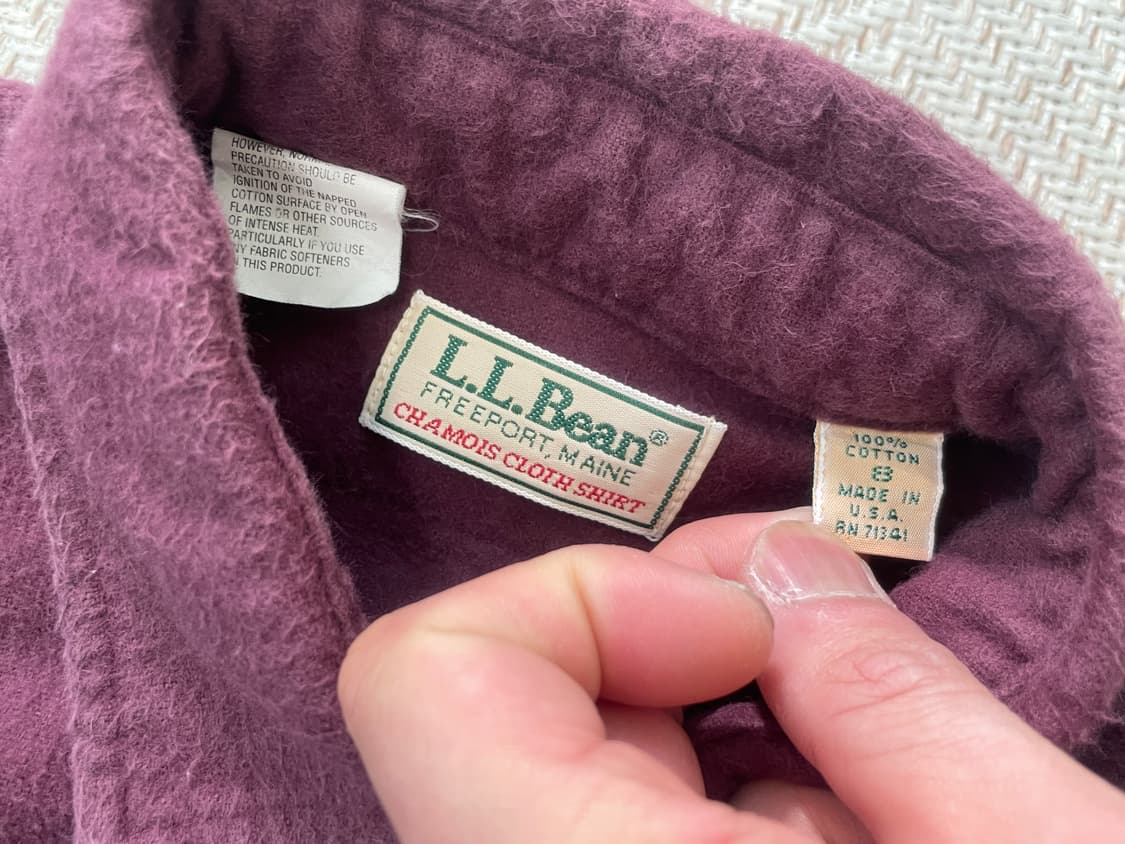 HOWEVER,
PRECAUTION SHOULD BE
TAKEN TO AVOID
IGNITION OF THE NAPPED
COTTON SURFACE BY OPEN
FLAMES OR OTHER SOURCES
OF INTENSE HEAT.
PARTICULARLY IF YOU USE
NY FABRIC SOFTENERS
THIS PRODUCT.
L.L.Bean®
FREEPORT, MAINE
CHAMOIS CLOTH SHIRT
100%
COTTON
8
MADE IN
U.S.A.
RN 71341